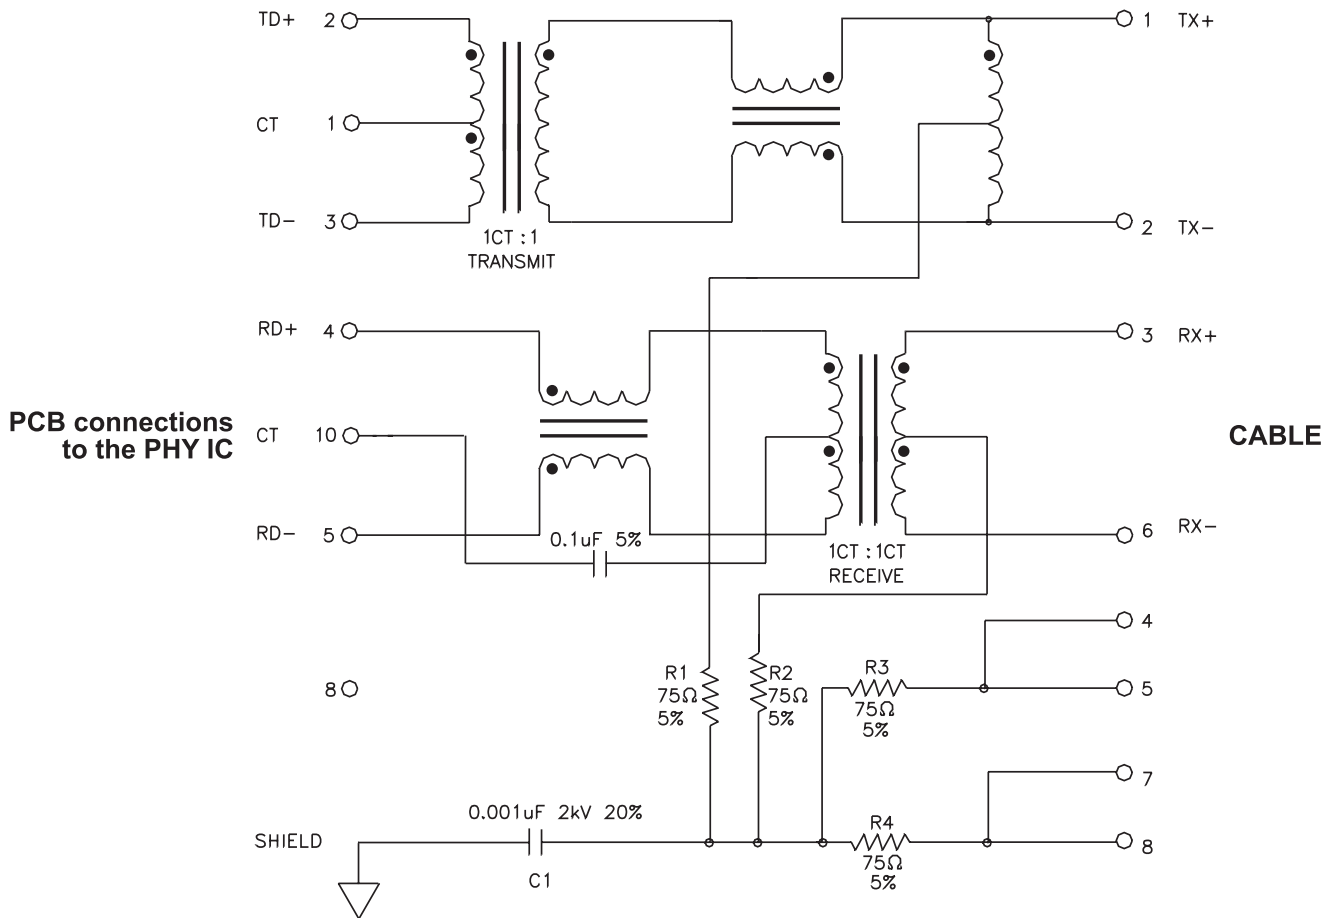 TD+ 2
1 TX+
CT 1
TD- 3
2 TX-
1CT : 1
TRANSMIT
RD+ 4
3 RX+
PCB connections
to the PHY IC
CT 10
CABLE
RD- 5
0.1uF 5%
6 RX-
1CT : 1CT
RECEIVE
4
8
R1
75Ω
5%
R2
75Ω
5%
R3
75Ω
5%
5
7
0.001uF 2kV 20%
SHIELD
C1
R4
75Ω
5%
8